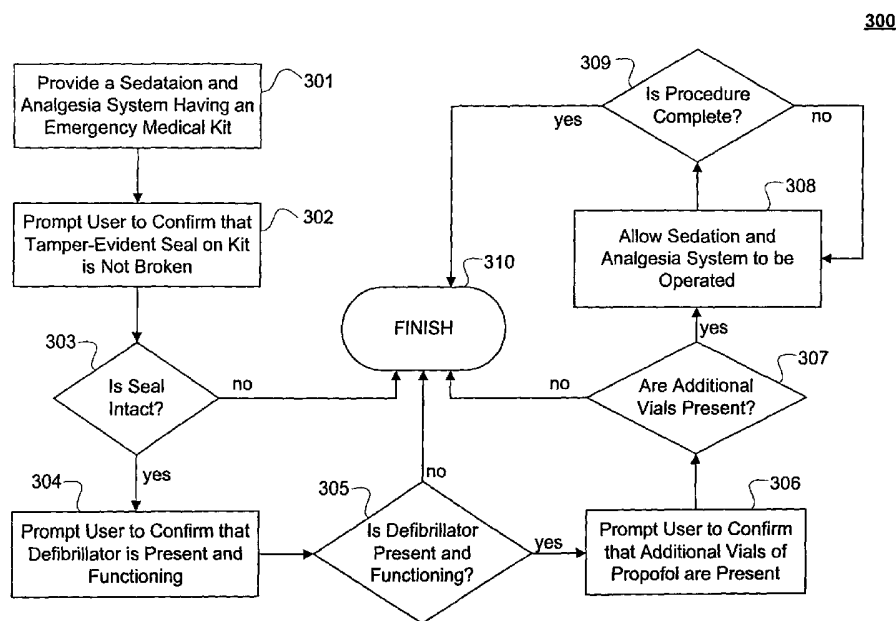 300
Provide a Sedataion and
Analgesia System Having an
Emergency Medical Kit
301
Prompt User to Confirm that
Tamper-Evident Seal on Kit
is Not Broken
302
303
Is Seal
Intact?
no
yes
304
Prompt User to Confirm that
Defibrillator is Present and
Functioning
305
Is Defibrillator
Present and
Functioning?
no
yes
306
Prompt User to Confirm
that Additional Vials of
Propofol are Present
307
Are Additional
Vials Present?
no
yes
308
Allow Sedation and
Analgesia System to be
Operated
309
Is Procedure
Complete?
yes
no
310
FINISH